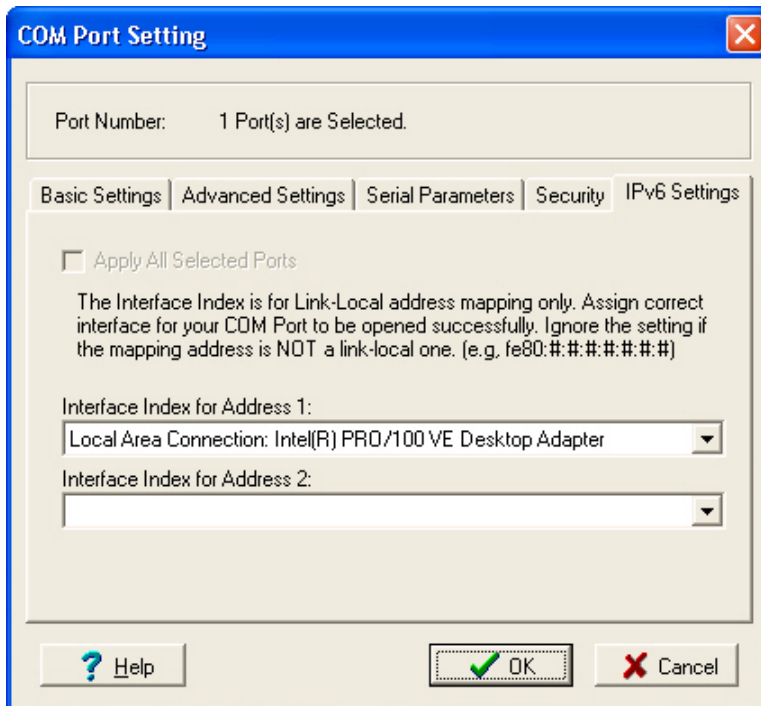 COM Port Setting
Port Number: 1 Port(s) are Selected.
Basic Settings Advanced Settings Serial Parameters Security IPv6 Settings
Apply All Selected Ports
The Interface Index is for Link-Local address mapping only. Assign correct
interface for your COM Port to be opened successfully. Ignore the setting if
the mapping address is NOT a link-local one. (e.g, fe80:#:#:#:#:#:#:#)
Interface Index for Address 1:
Local Area Connection: Intel(R) PRO/100 VE Desktop Adapter
Interface Index for Address 2:
? Help OK Cancel